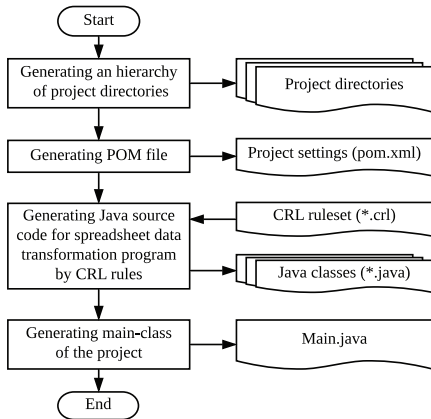 Start
Generating an hierarchy
of project directories
Project directories
Generating POM file
Project settings (pom.xml)
Generating Java source
code for spreadsheet data
transformation program
by CRL rules
CRL ruleset (*.crl)
Java classes (*.java)
Generating main-class
of the project
Main.java
End